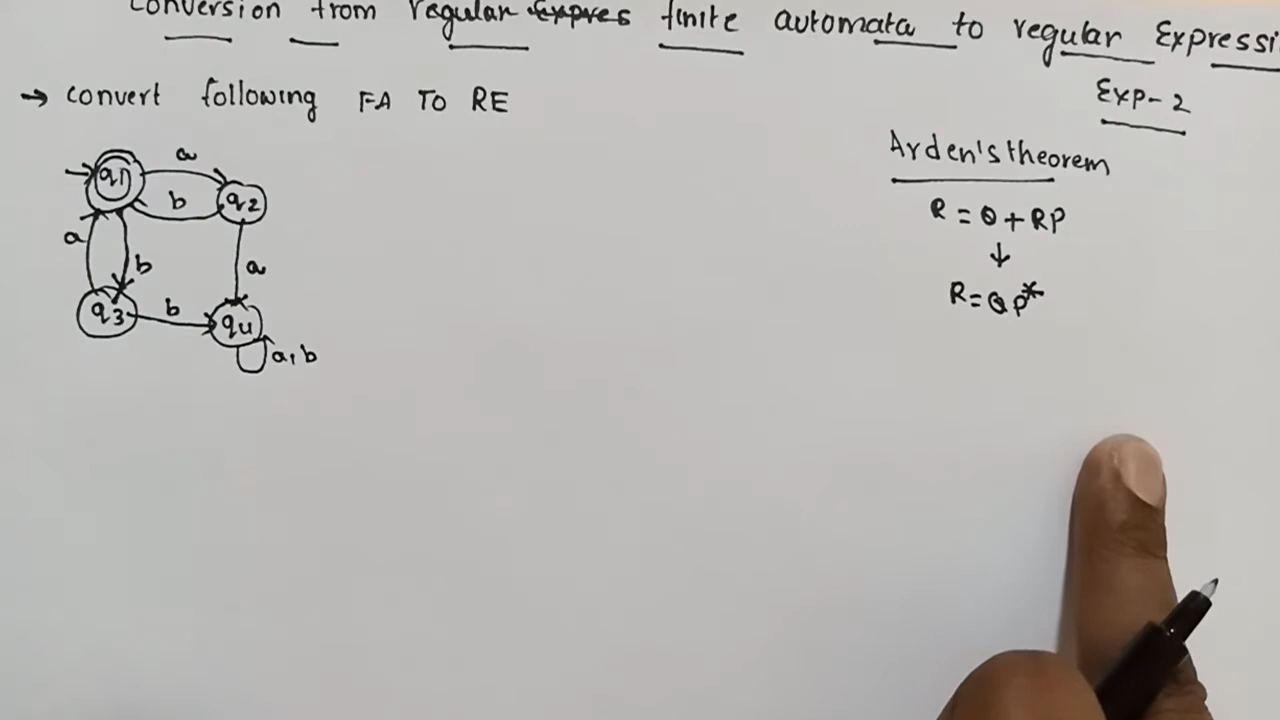 conversion from regular expres finite automata to regular Expressi
Exp-2
→ convert following FA TO RE
Arden's theorem
R = Q + RP
↓
R = QP*
a
q1
b
q2
a
b
a
b
q3
q4
a,b